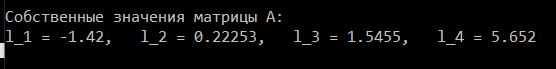 Собственные значения матрицы А:
l_1 = -1.42,   l_2 = 0.22253,   l_3 = 1.5455,   l_4 = 5.652